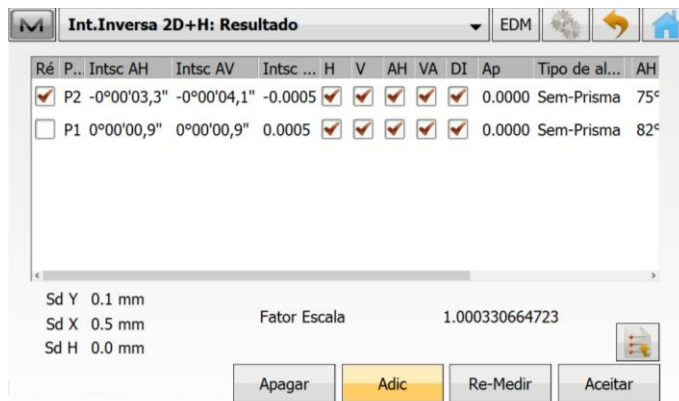 Int.Inversa 2D+H: Resultado EDM
Ré P... Intsc AH Intsc AV Intsc ... H V AH VA DI Ap Tipo de al... AH
P2 -0°00'03,3" -0°00'04,1" -0.0005 0.0000 Sem-Prisma 75°
P1 0°00'00,9" 0°00'00,9" 0.0005 0.0000 Sem-Prisma 82°
Sd Y 0.1 mm
Sd X 0.5 mm
Sd H 0.0 mm
Fator Escala 1.000330664723
Apagar Adic Re-Medir Aceitar